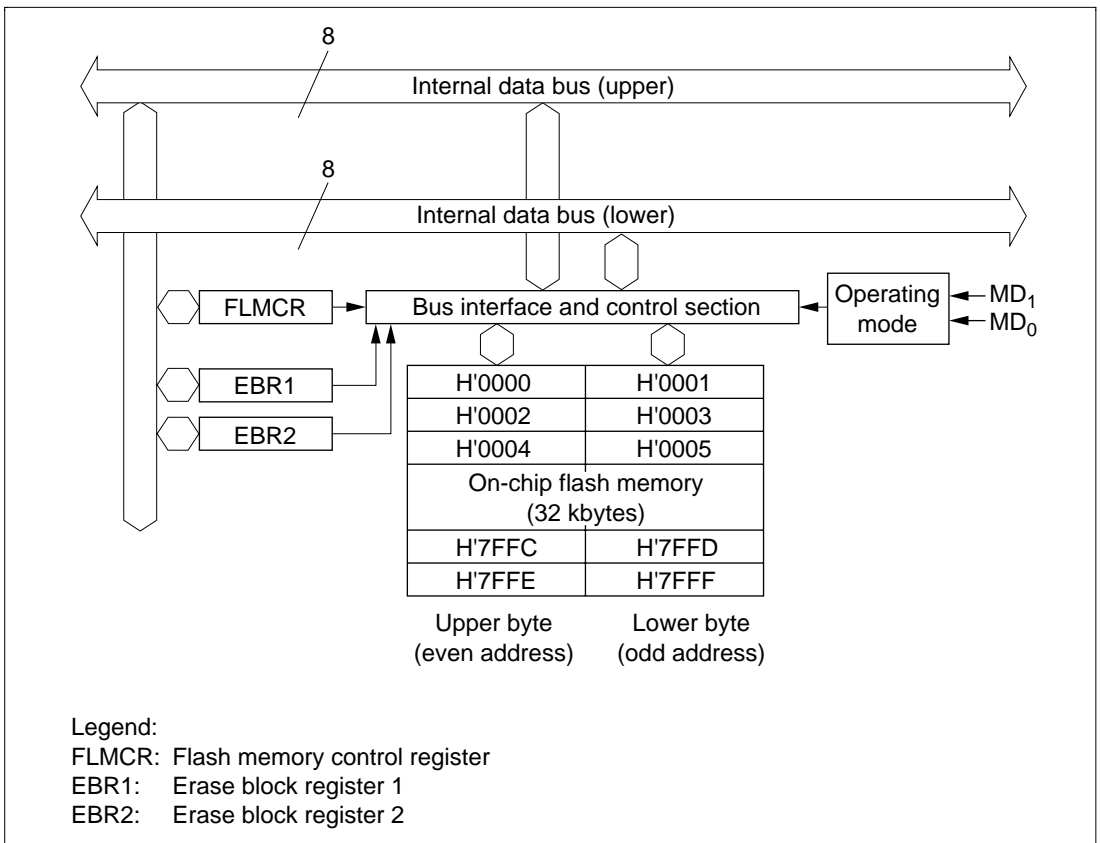 8
Internal data bus (upper)
8
Internal data bus (lower)
FLMCR
Bus interface and control section
Operating
mode
MD1
MD0
EBR1
EBR2
H'0000 H'0001
H'0002 H'0003
H'0004 H'0005
On-chip flash memory
(32 kbytes)
H'7FFC H'7FFD
H'7FFE H'7FFF
Upper byte
(even address)
Lower byte
(odd address)
Legend:
FLMCR: Flash memory control register
EBR1: Erase block register 1
EBR2: Erase block register 2